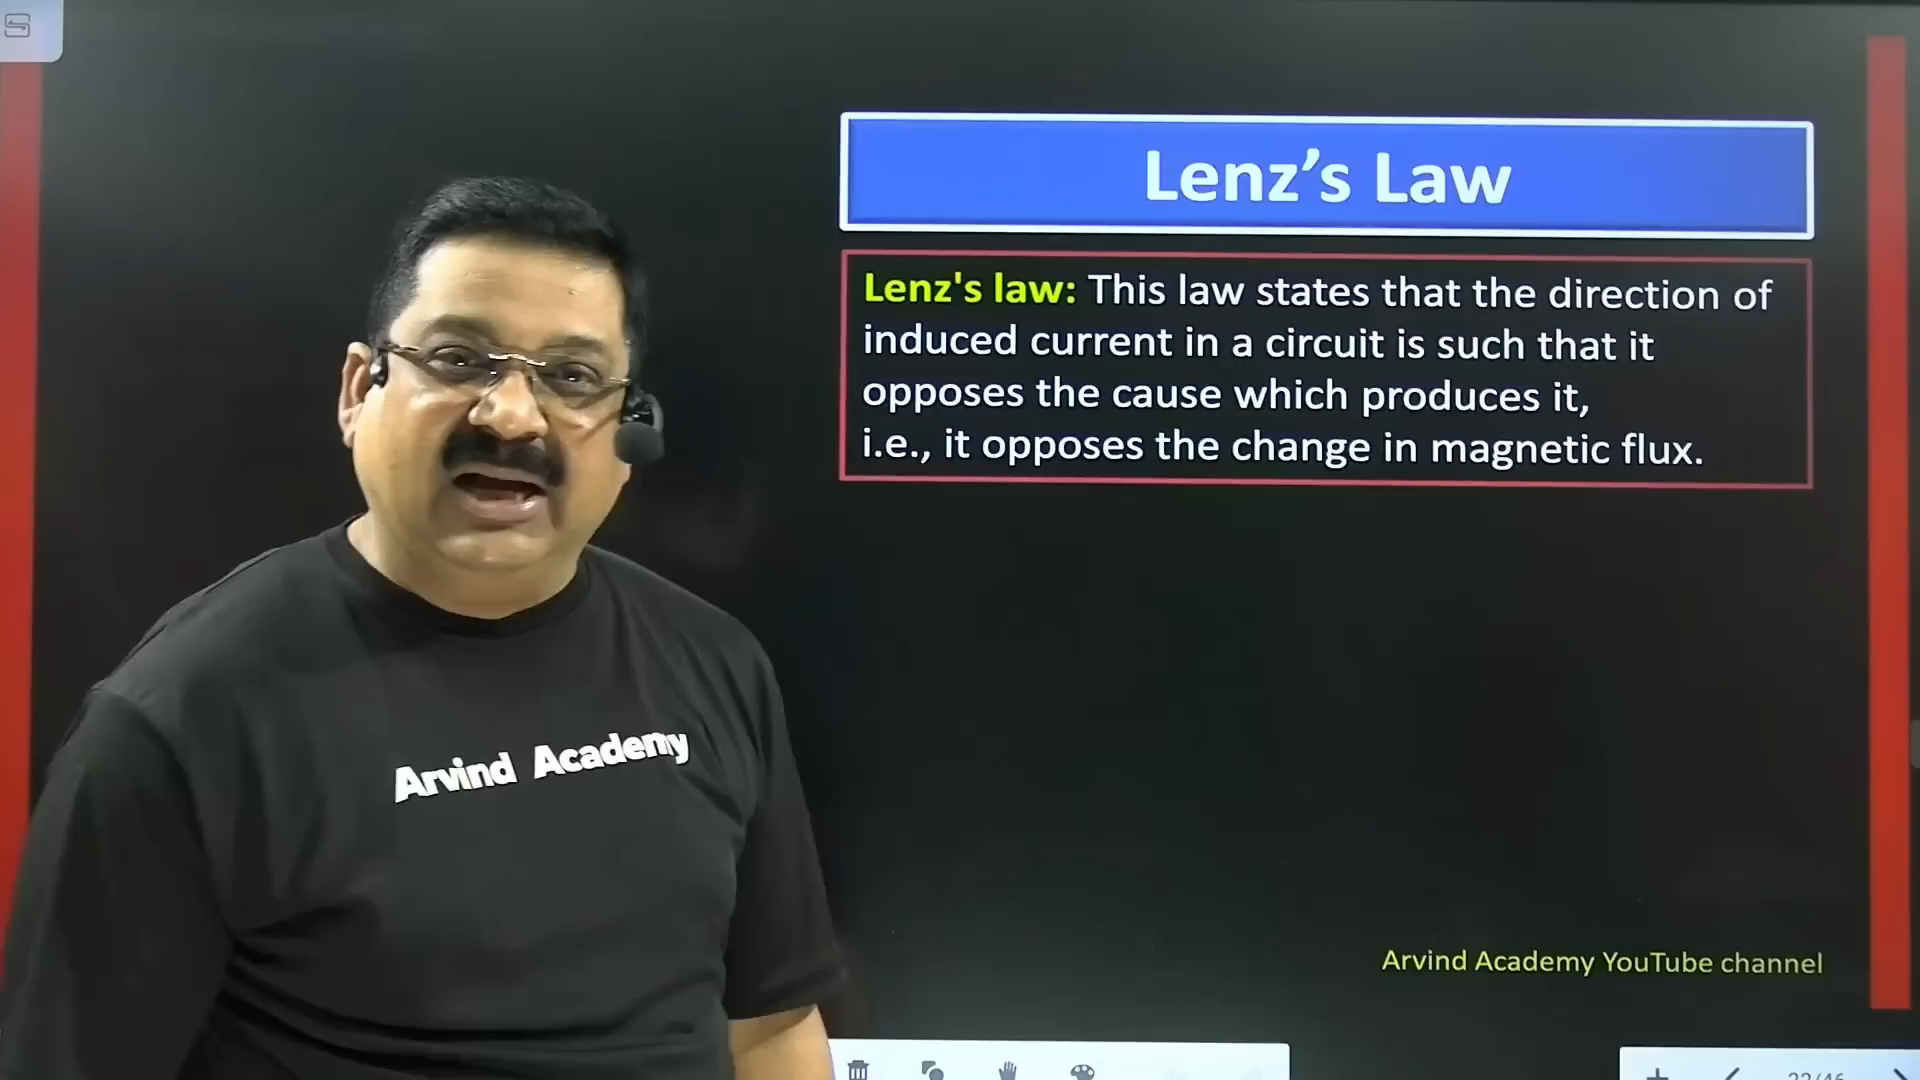 Lenz’s Law
Lenz's law: This law states that the direction of
induced current in a circuit is such that it
opposes the cause which produces it,
i.e., it opposes the change in magnetic flux.
Arvind Academy
Arvind Academy YouTube channel